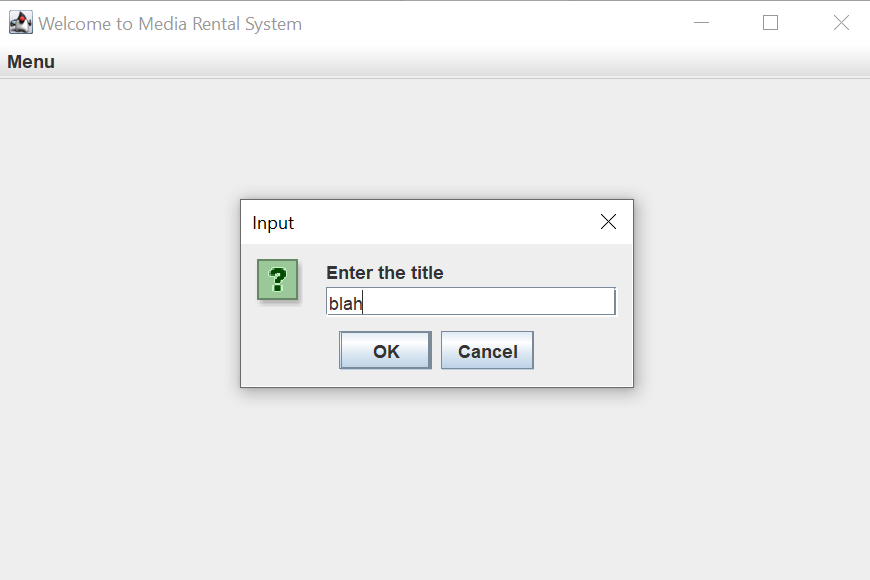 Welcome to Media Rental System
Menu
Input
?
Enter the title
blah
OK Cancel